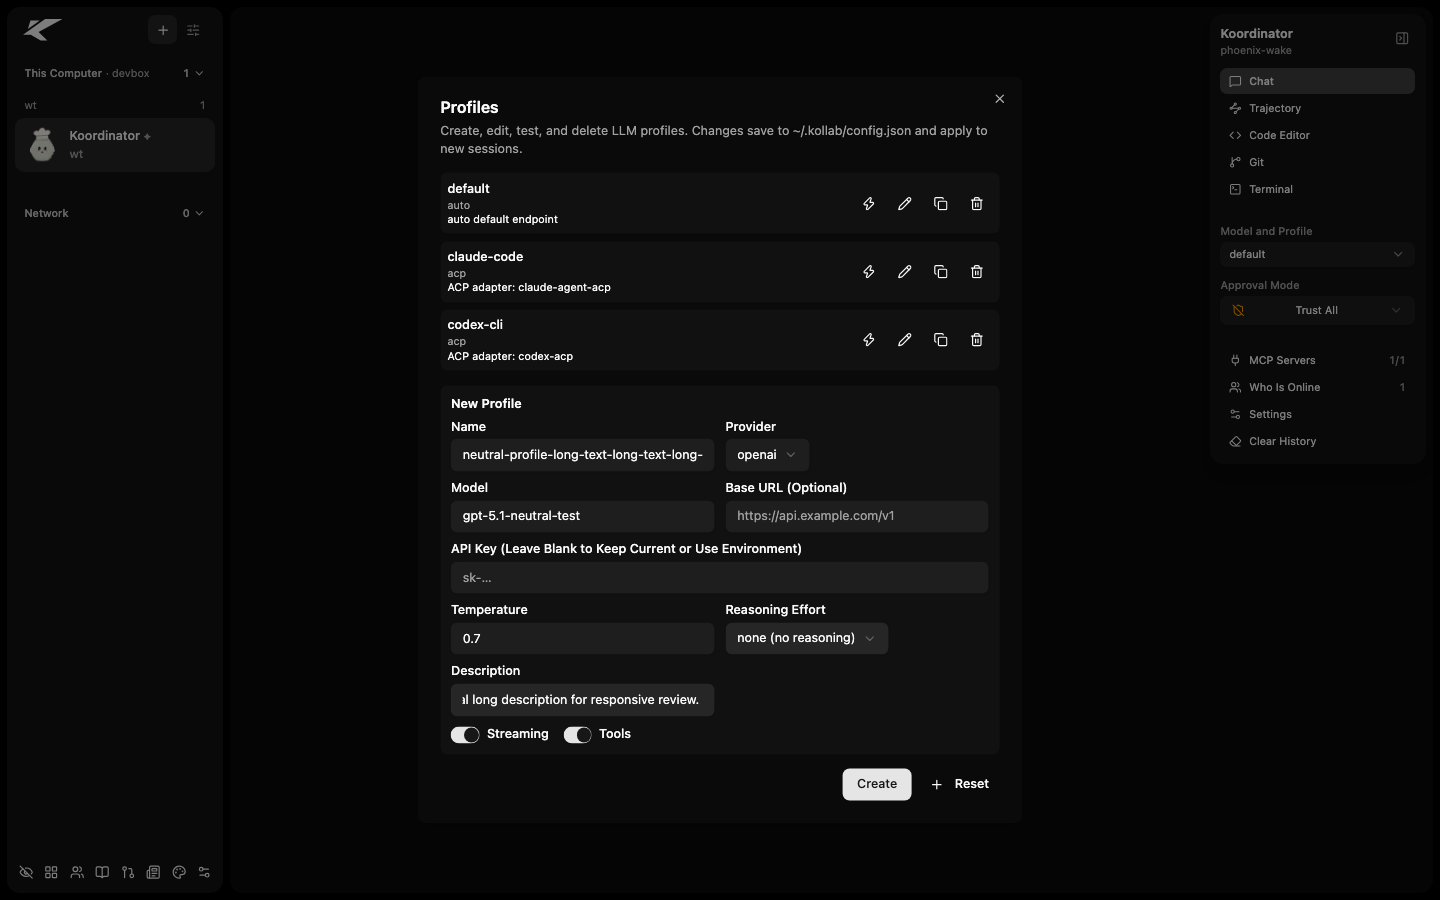 This Computer · devbox 1
wt 1
Koordinator
wt
Network 0
Profiles
Create, edit, test, and delete LLM profiles. Changes save to ~/.kollab/config.json and apply to
new sessions.
default
auto
auto default endpoint
claude-code
acp
ACP adapter: claude-agent-acp
codex-cli
acp
ACP adapter: codex-acp
New Profile
Name Provider
neutral-profile-long-text-long-text-long- openai
Model Base URL (Optional)
gpt-5.1-neutral-test https://api.example.com/v1
API Key (Leave Blank to Keep Current or Use Environment)
sk-...
Temperature Reasoning Effort
0.7 none (no reasoning)
Description
al long description for responsive review.
Streaming Tools
Create + Reset
Koordinator
phoenix-wake
Chat
Trajectory
Code Editor
Git
Terminal
Model and Profile
default
Approval Mode
Trust All
MCP Servers 1/1
Who Is Online 1
Settings
Clear History